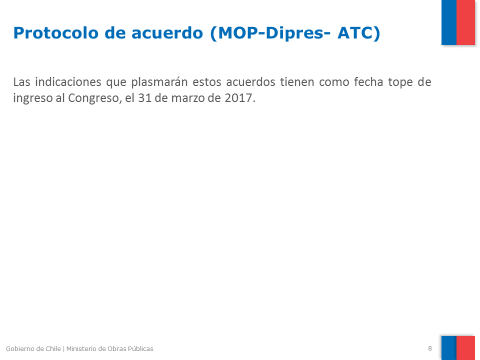 Protocolo de acuerdo (MOP-Dipres- ATC)
Las indicaciones que plasmarán estos acuerdos tienen como fecha tope de
ingreso al Congreso, el 31 de marzo de 2017.
Gobierno de Chile | Ministerio de Obras Públicas
8